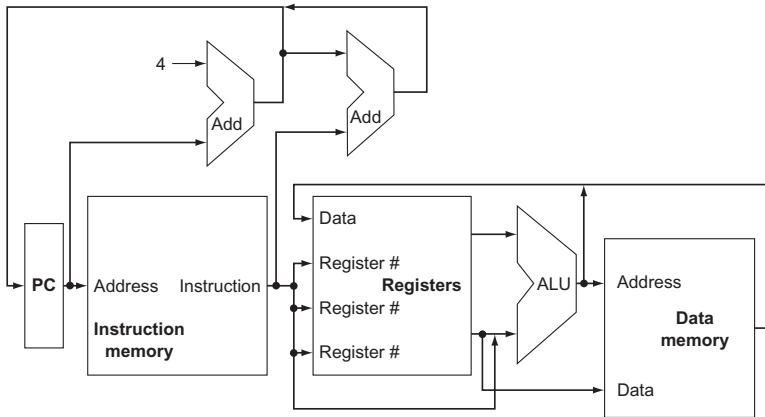 4
Add
Add
Data
Register #
PC
Address
Instruction
Registers
ALU
Address
Register #
Instruction
memory
Data
memory
Register #
Data